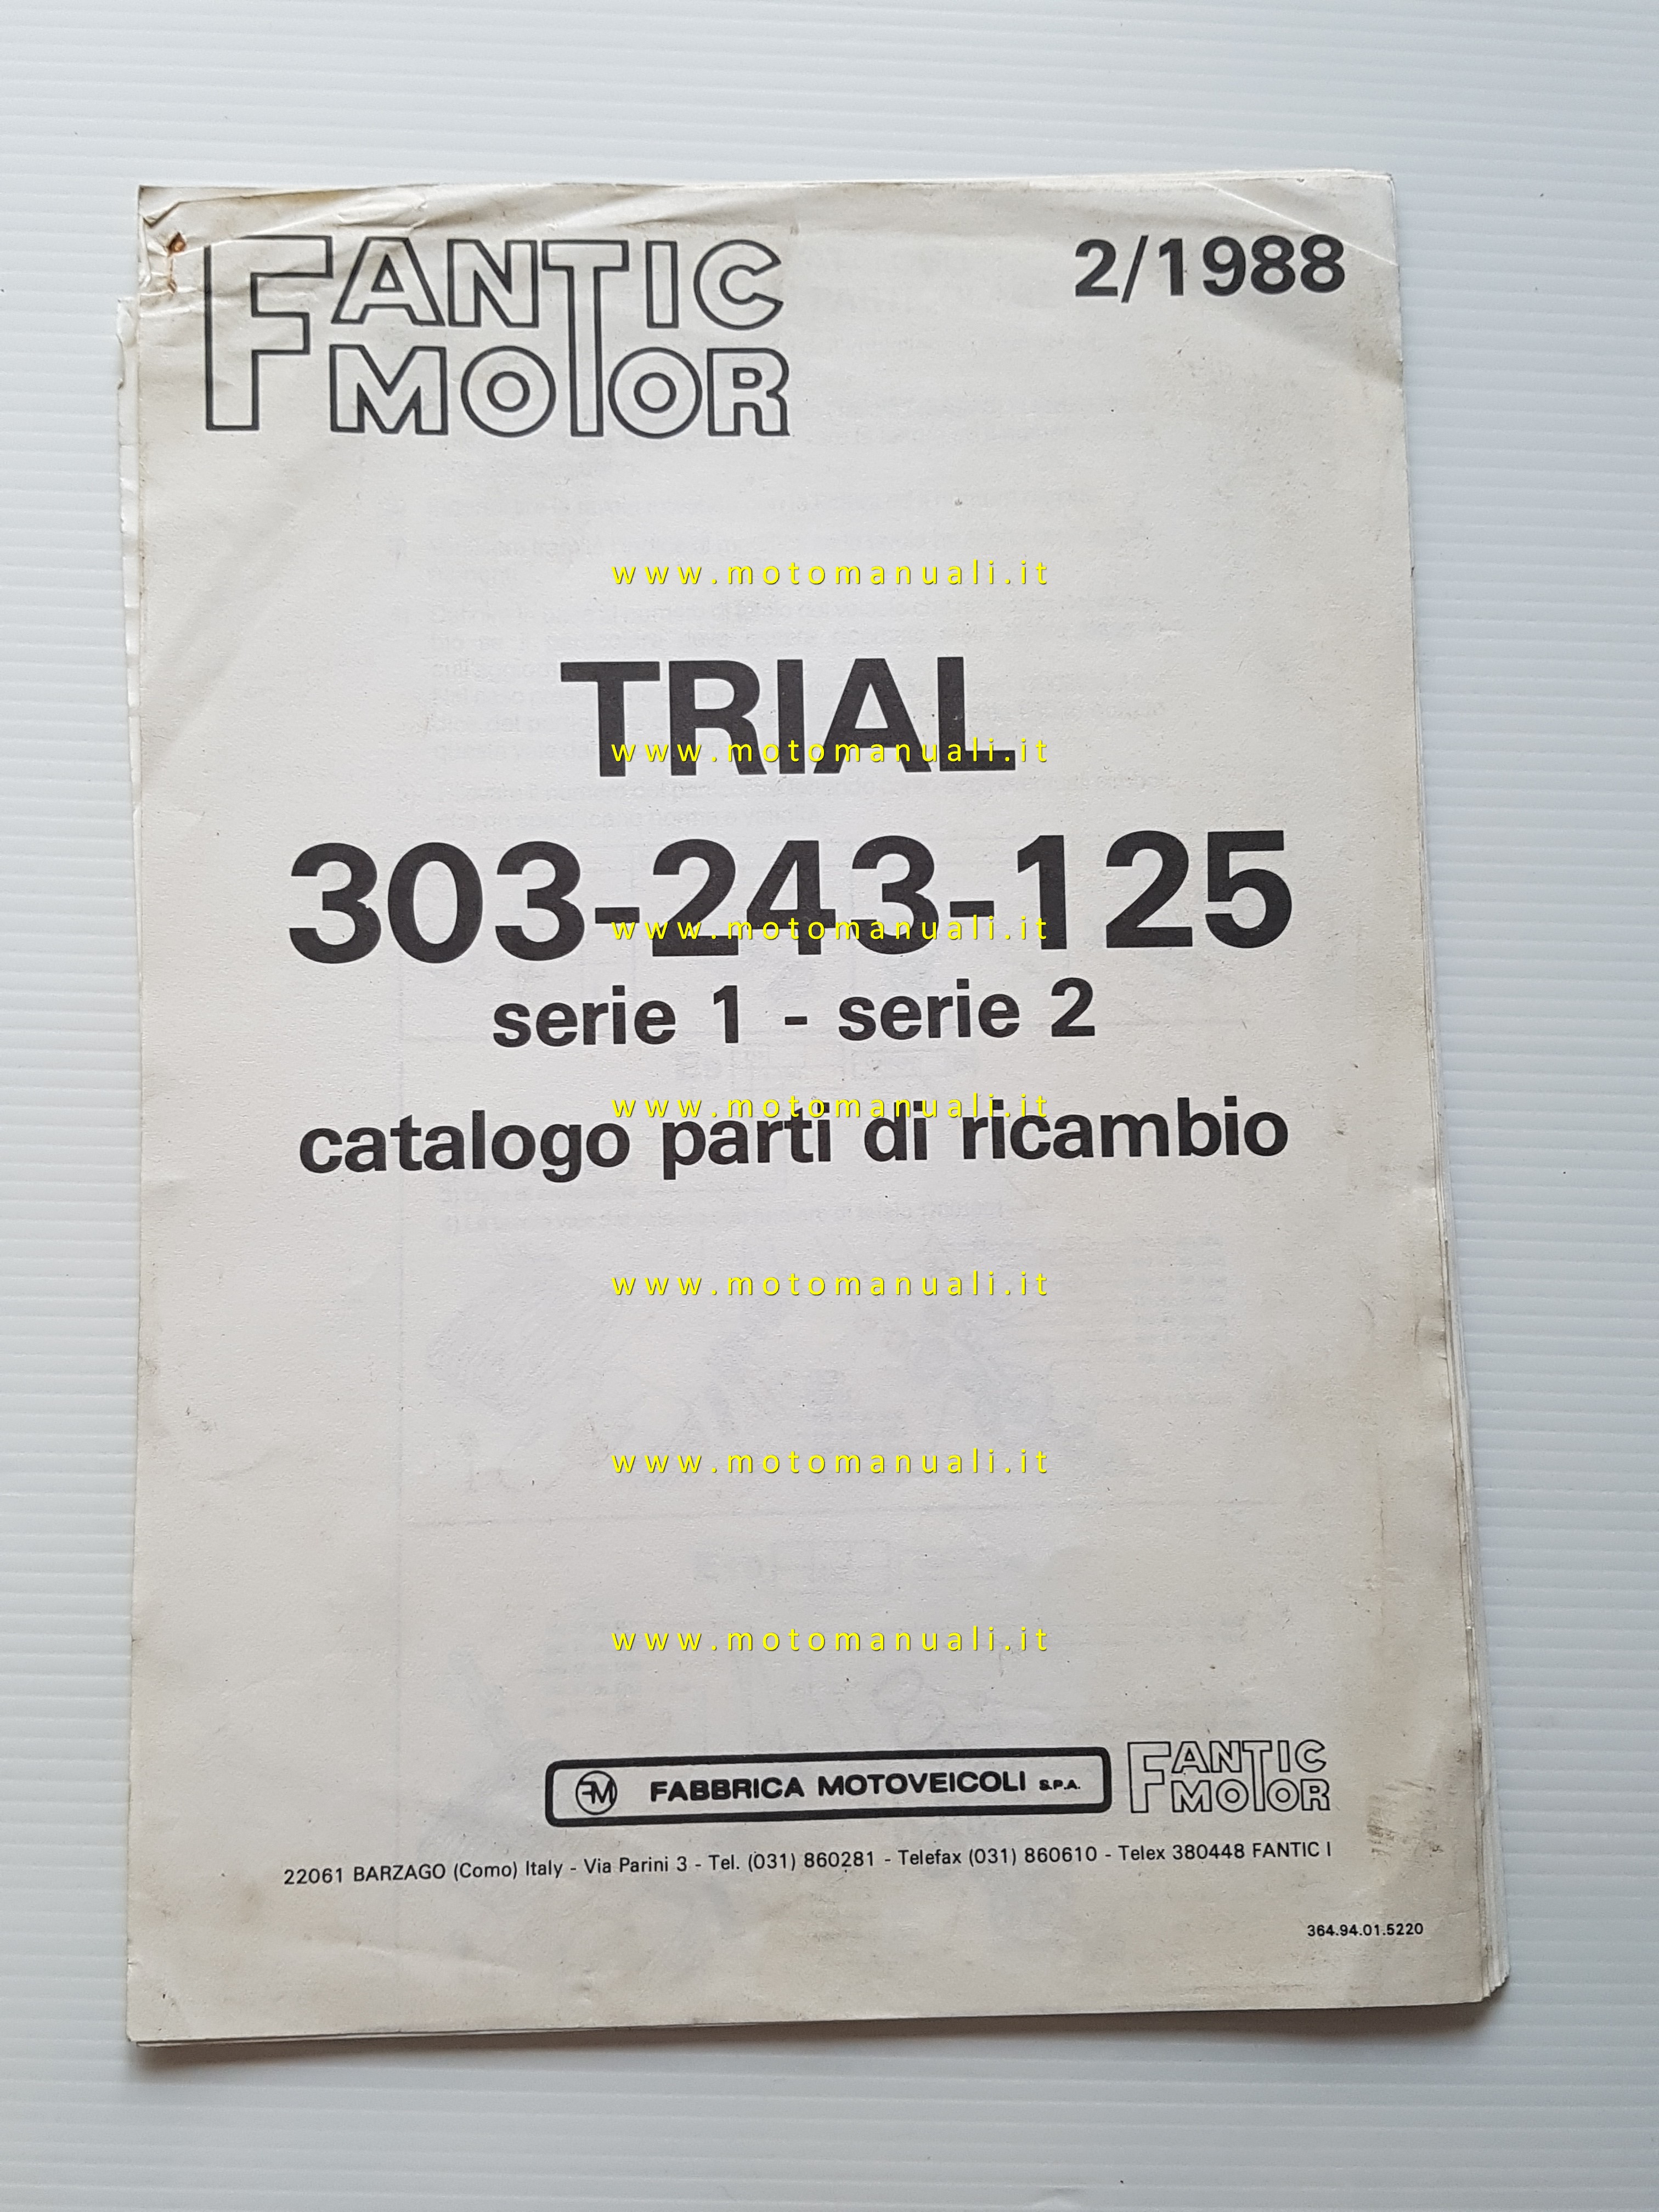 FANTIC MOTOR
2/1988
www.motomanuali.it
TRIAL
www.motomanuali.it
303-243-125
www.motomanuali.it
serie 1 - serie 2
www.motomanuali.it
catalogo parti di ricambio
www.motomanuali.it
www.motomanuali.it
www.motomanuali.it
FM FABBRICA MOTOVEICOLI S.P.A.
FANTIC MOTOR
22061 BARZAGO (Como) Italy - Via Parini 3 - Tel. (031) 860281 - Telefax (031) 860610 - Telex 380448 FANTIC I
364.94.01.5220